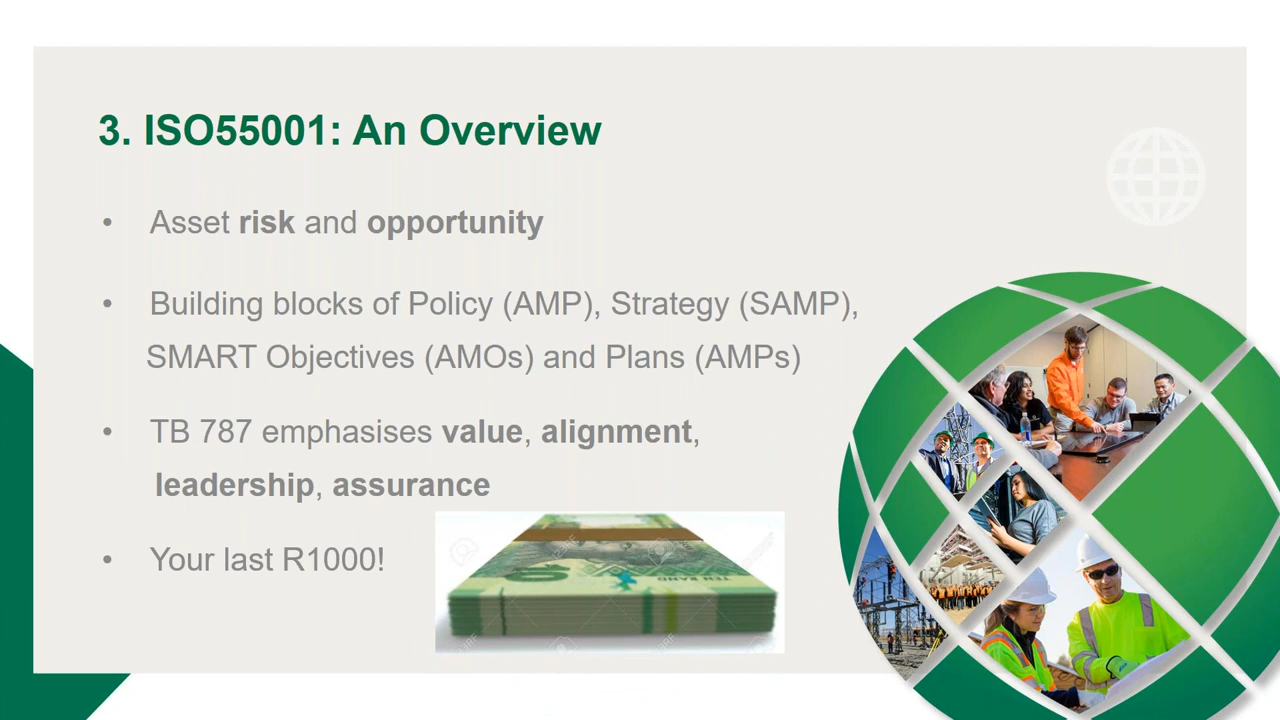 3. ISO55001: An Overview
• Asset risk and opportunity
• Building blocks of Policy (AMP), Strategy (SAMP),
SMART Objectives (AMOs) and Plans (AMPs)
• TB 787 emphasises value, alignment,
leadership, assurance
• Your last R1000!